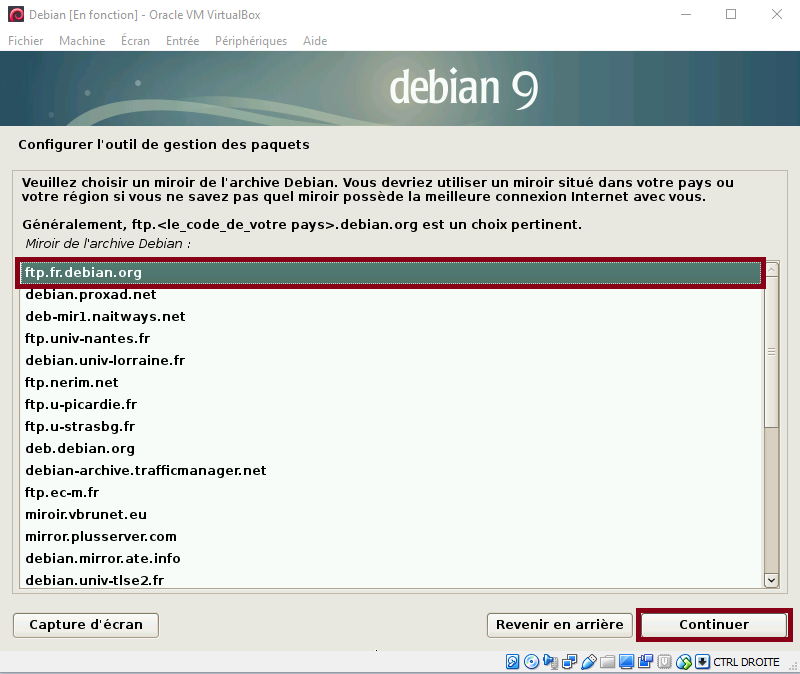 Debian [En fonction] - Oracle VM VirtualBox
Fichier Machine Écran Entrée Périphériques Aide
debian 9
Configurer l'outil de gestion des paquets
Veuillez choisir un miroir de l'archive Debian. Vous devriez utiliser un miroir situé dans votre pays ou
votre région si vous ne savez pas quel miroir possède la meilleure connexion Internet avec vous.
Généralement, ftp.<le_code_de_votre pays>.debian.org est un choix pertinent.
Miroir de l'archive Debian :
ftp.fr.debian.org
debian.proxad.net
deb-mir1.naitways.net
ftp.univ-nantes.fr
debian.univ-lorraine.fr
ftp.nerim.net
ftp.u-picardie.fr
ftp.u-strasbg.fr
deb.debian.org
debian-archive.trafficmanager.net
ftp.ec-m.fr
miroir.vbrunet.eu
mirror.plusserver.com
debian.mirror.ate.info
debian.univ-tlse2.fr
Capture d'écran Revenir en arrière Continuer
CTRL DROITE